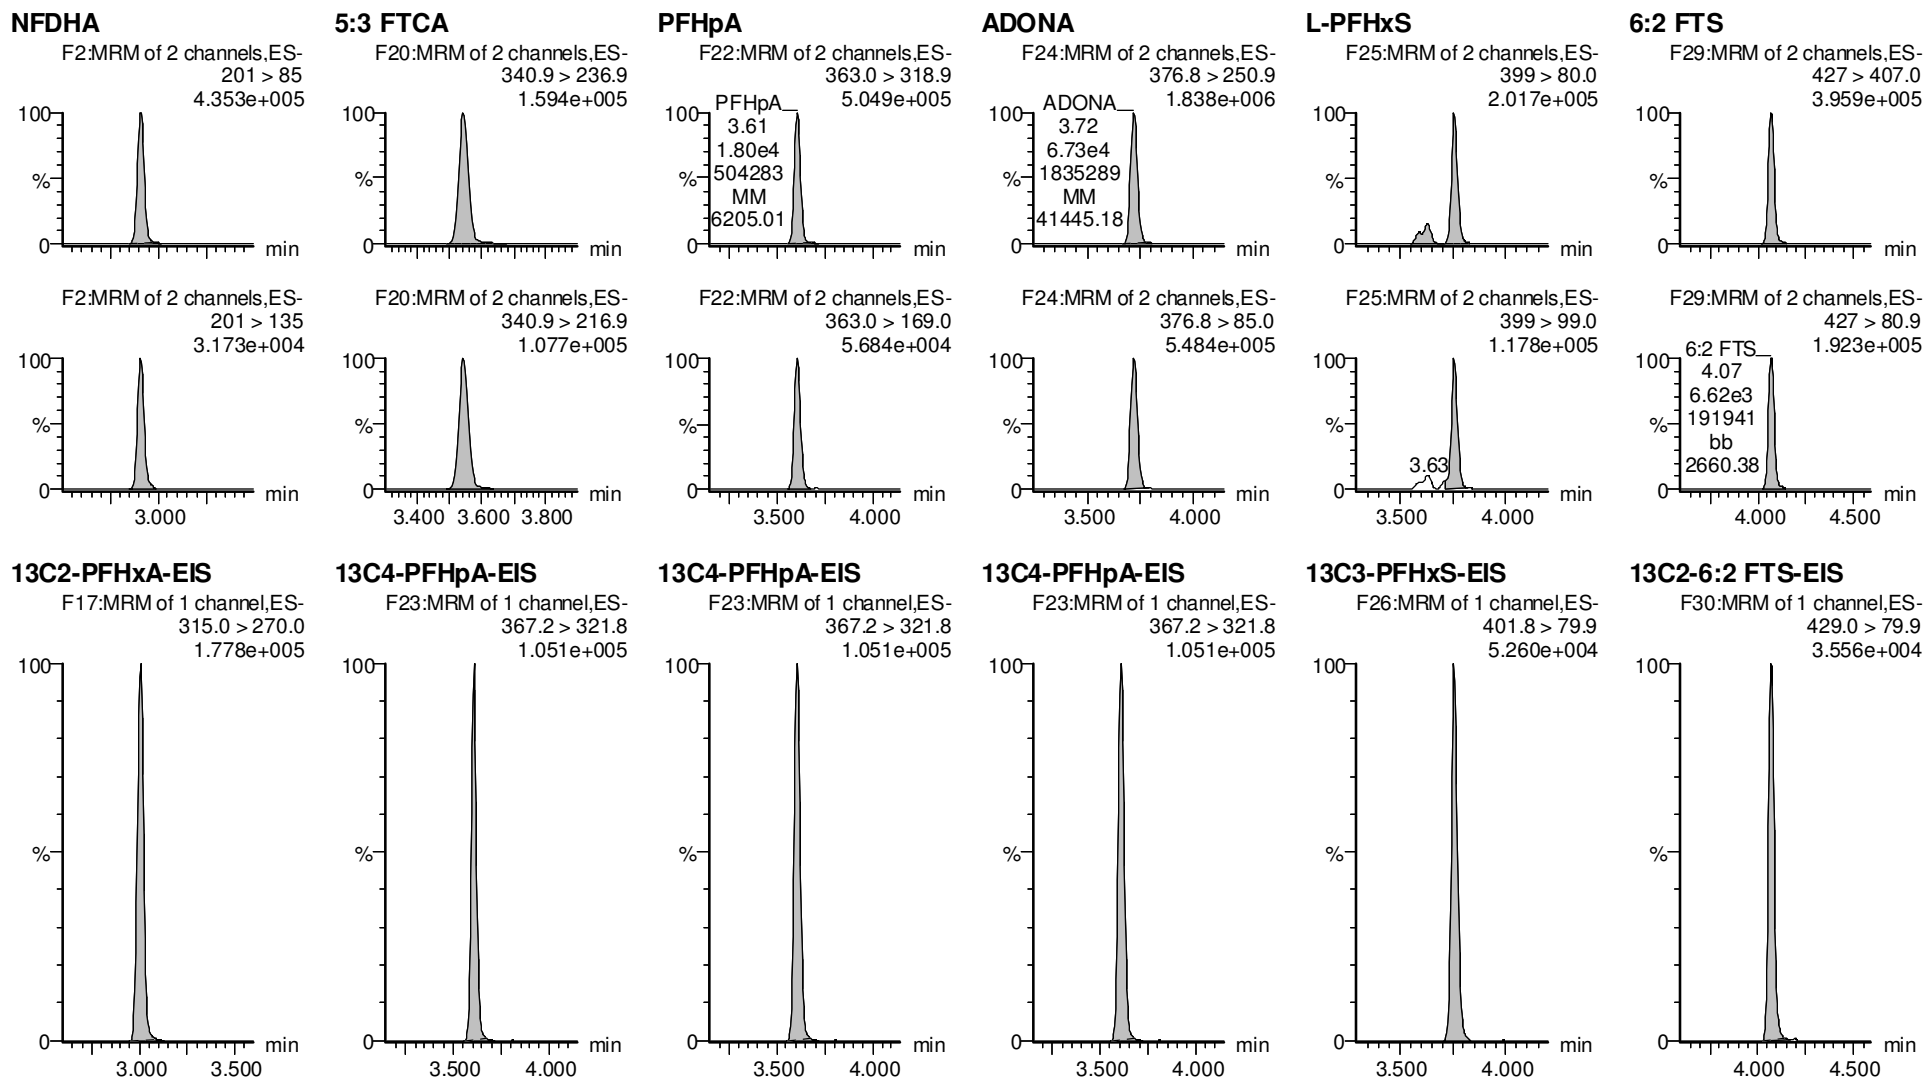 NFDHA
F2:MRM of 2 channels,ES-
201 > 85
4.353e+005
100
%
0
min
F2:MRM of 2 channels,ES-
201 > 135
3.173e+004
100
%
0
min
3.000
13C2-PFHxA-EIS
F17:MRM of 1 channel,ES-
315.0 > 270.0
1.778e+005
100
%
0
min
3.000 3.500
5:3 FTCA
F20:MRM of 2 channels,ES-
340.9 > 236.9
1.594e+005
100
%
0
min
F20:MRM of 2 channels,ES-
340.9 > 216.9
1.077e+005
100
%
0
min
3.400 3.600 3.800
13C4-PFHpA-EIS
F23:MRM of 1 channel,ES-
367.2 > 321.8
1.051e+005
100
%
0
min
3.500 4.000
PFHpA
F22:MRM of 2 channels,ES-
363.0 > 318.9
5.049e+005
PFHpA
3.61
1.80e4
504283
MM
6205.01
100
%
0
min
F22:MRM of 2 channels,ES-
363.0 > 169.0
5.684e+004
100
%
0
min
3.500 4.000
13C4-PFHpA-EIS
F23:MRM of 1 channel,ES-
367.2 > 321.8
1.051e+005
100
%
0
min
3.500 4.000
ADONA
F24:MRM of 2 channels,ES-
376.8 > 250.9
1.838e+006
ADONA
3.72
6.73e4
1835289
MM
41445.18
100
%
0
min
F24:MRM of 2 channels,ES-
376.8 > 85.0
5.484e+005
100
%
0
min
3.500 4.000
13C4-PFHpA-EIS
F23:MRM of 1 channel,ES-
367.2 > 321.8
1.051e+005
100
%
0
min
3.500 4.000
L-PFHxS
F25:MRM of 2 channels,ES-
399 > 80.0
2.017e+005
100
%
0
min
F25:MRM of 2 channels,ES-
399 > 99.0
1.178e+005
100
%
3.63
0
min
3.500 4.000
13C3-PFHxS-EIS
F26:MRM of 1 channel,ES-
401.8 > 79.9
5.260e+004
100
%
0
min
3.500 4.000
6:2 FTS
F29:MRM of 2 channels,ES-
427 > 407.0
3.959e+005
100
%
0
min
F29:MRM of 2 channels,ES-
427 > 80.9
1.923e+005
6:2 FTS
4.07
6.62e3
191941
bb
2660.38
100
%
0
min
4.000 4.500
13C2-6:2 FTS-EIS
F30:MRM of 1 channel,ES-
429.0 > 79.9
3.556e+004
100
%
0
min
4.000 4.500